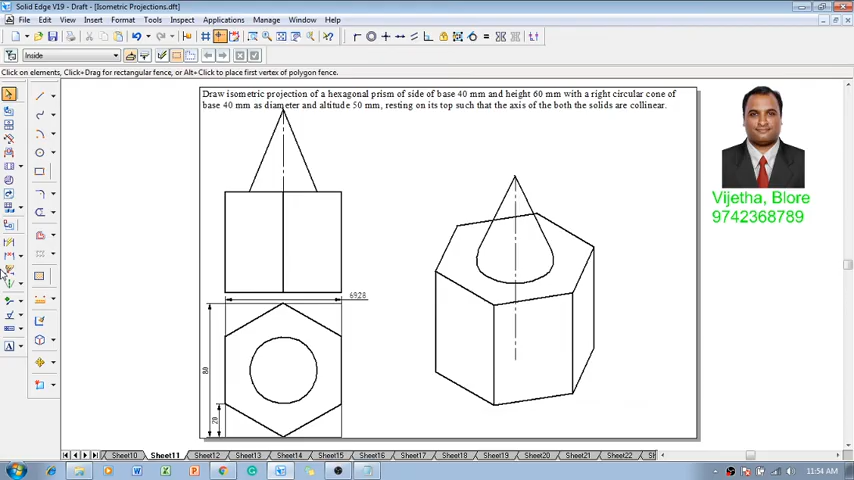 Solid Edge V19 - Draft - [Isometric Projections.dft]
File Edit View Insert Format Tools Inspect Applications Manage Window Help
Inside
Click on elements, Click+Drag for rectangular fence, or Alt+Click to place first vertex of polygon fence.
Draw isometric projection of a hexagonal prism of side of base 40 mm and height 60 mm with a right circular cone of
base 40 mm as diameter and altitude 50 mm, resting on its top such that the axis of the both the solids are collinear.
Vijetha, Blore
9742368789
6928
80
20
Sheet10 Sheet11 Sheet12 Sheet13 Sheet14 Sheet15 Sheet16 Sheet17 Sheet18 Sheet19 Sheet20 Sheet21 Sheet22 Sh
11:54 AM